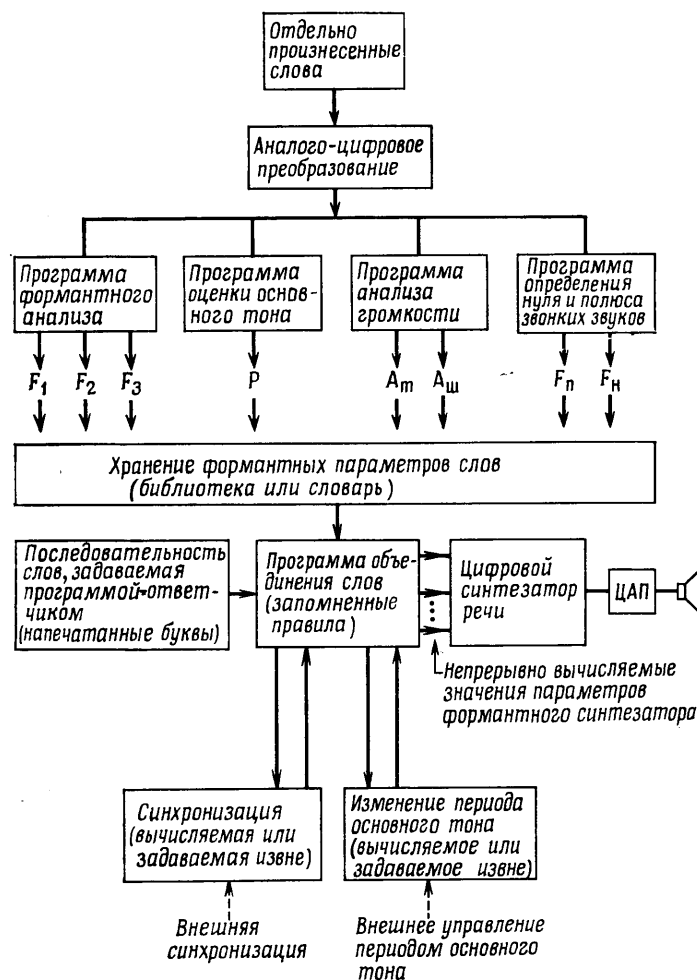 Отдельно
произнесенные
слова
Аналого-цифровое
преобразование
Программа
формантного
анализа
Программа
оценки основ-
ного тона
Программа
анализа
громкости
Программа
определения
нуля и полюса
звонких звуков
F1 F2 F3
P
Aт Aш
Fп Fн
Хранение формантных параметров слов
(библиотека или словарь)
Последовательность
слов, задаваемая
программой-ответ-
чиком
(напечатанные буквы)
Программа объе-
динения слов
(запомненные
правила)
Цифровой
синтезатор
речи
ЦАП
Непрерывно вычисляемые
значения параметров
формантного синтезатора
Синхронизация
(вычисляемая или
задаваемая извне)
Изменение периода
основного тона
(вычисляемое или
задаваемое извне)
Внешняя
синхронизация
Внешнее управление
периодом основного
тона